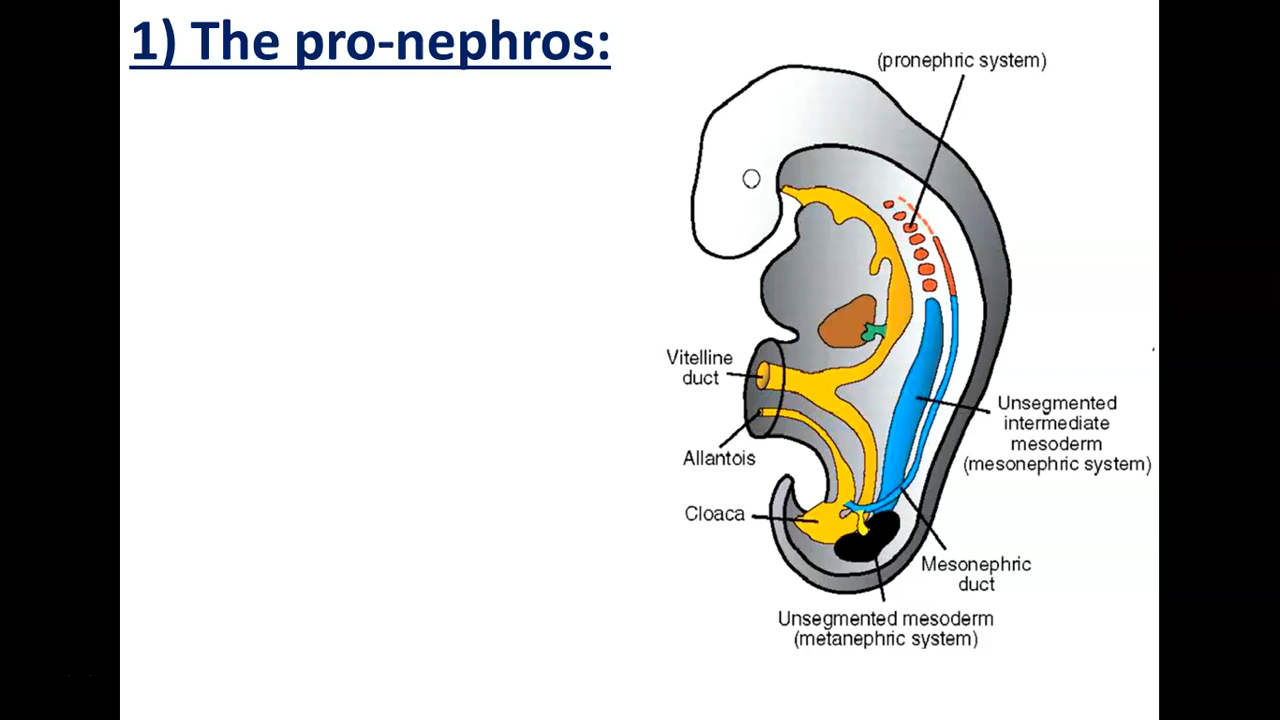 1) The pro-nephros:
(pronephric system)
Vitelline
duct
Unsegmented
intermediate
mesoderm
(mesonephric system)
Allantois
Cloaca
Mesonephric
duct
Unsegmented mesoderm
(metanephric system)